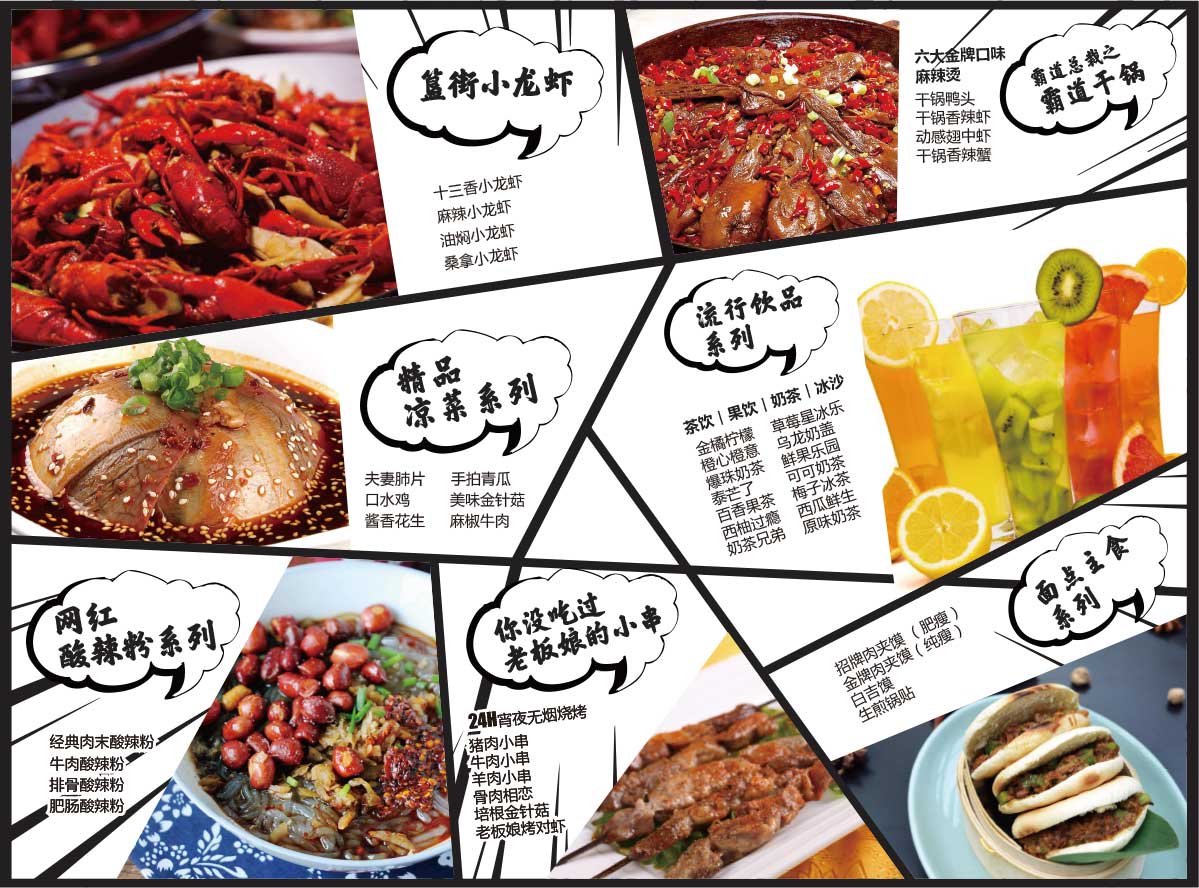 簋街小龙虾
十三香小龙虾
麻辣小龙虾
油焖小龙虾
桑拿小龙虾
六大金牌口味
麻辣烫
干锅鸭头
干锅香辣虾
动感翅中虾
干锅香辣蟹
霸道总裁之
霸道干锅
精品
凉菜系列
夫妻肺片 手拍青瓜
口水鸡 美味金针菇
酱香花生 麻椒牛肉
流行饮品
系列
茶饮|果饮|奶茶|冰沙
金橘柠檬 草莓星冰乐
橙心橙意 乌龙奶盖
爆珠奶茶 鲜果乐园
泰芒了 可可奶茶
百香果茶 梅子冰茶
西柚过瘾 西瓜鲜生
奶茶兄弟 原味奶茶
网红
酸辣粉系列
经典肉末酸辣粉
牛肉酸辣粉
排骨酸辣粉
肥肠酸辣粉
你没吃过
老板娘的小串
24H宵夜无烟烧烤
猪肉小串
牛肉小串
羊肉小串
骨肉相恋
培根金针菇
老板娘烤对虾
面点主食
系列
招牌肉夹馍（肥瘦）
金牌肉夹馍（纯瘦）
白吉馍
生煎锅贴